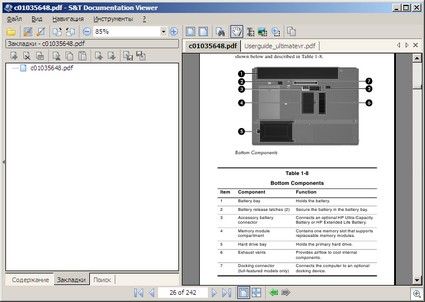 c01035648.pdf - S&T Documentation Viewer
Файл Вид Навигация Инструменты ?
85%
Закладки - c01035648.pdf
c01035648.pdf Userguide_ultimatevr.pdf
c01035648.pdf
shown below and described in Table 1-8.
1
2
3
4
5
7
6
Bottom Components
Table 1-8
Bottom Components
Item Component Function
1 Battery bay Holds the battery.
2 Battery release latches (2) Secure the battery in the battery bay.
3 Accessory battery connector Connects an optional HP Ultra-Capacity Battery or HP Extended Life Battery.
4 Memory module compartment Contains one memory slot that supports replaceable memory modules.
5 Hard drive bay Holds the primary hard drive.
6 Exhaust vents Provides airflow to cool internal components.
7 Docking connector (full-featured models only) Connects the computer to an optional docking device.
Содержание Закладки Поиск
26 of 242